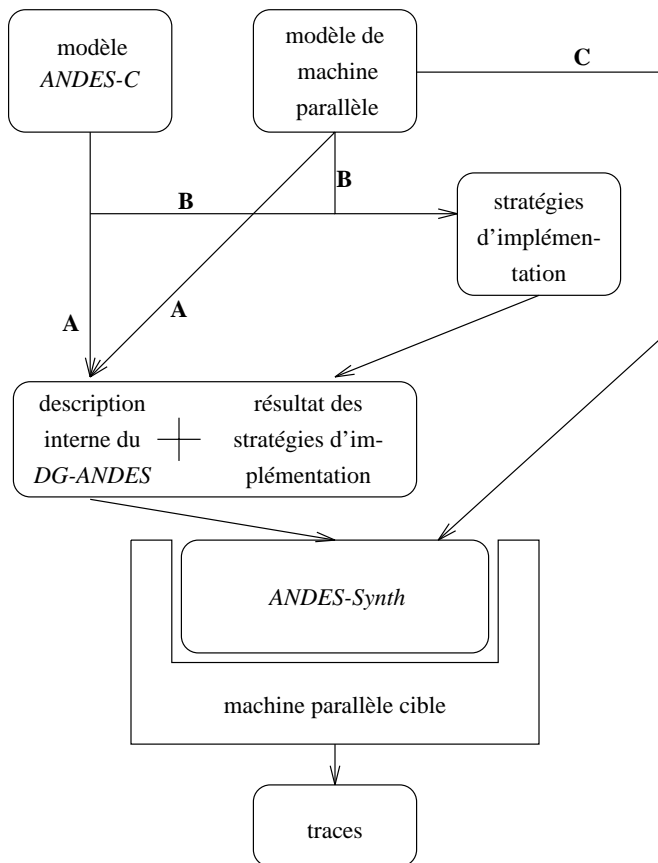 modèle
ANDES-C
modèle de
machine
parallèle
C
B
B
stratégies
d'implémen-
tation
A
A
description
interne du
DG-ANDES
résultat des
stratégies d'im-
plémentation
ANDES-Synth
machine parallèle cible
traces